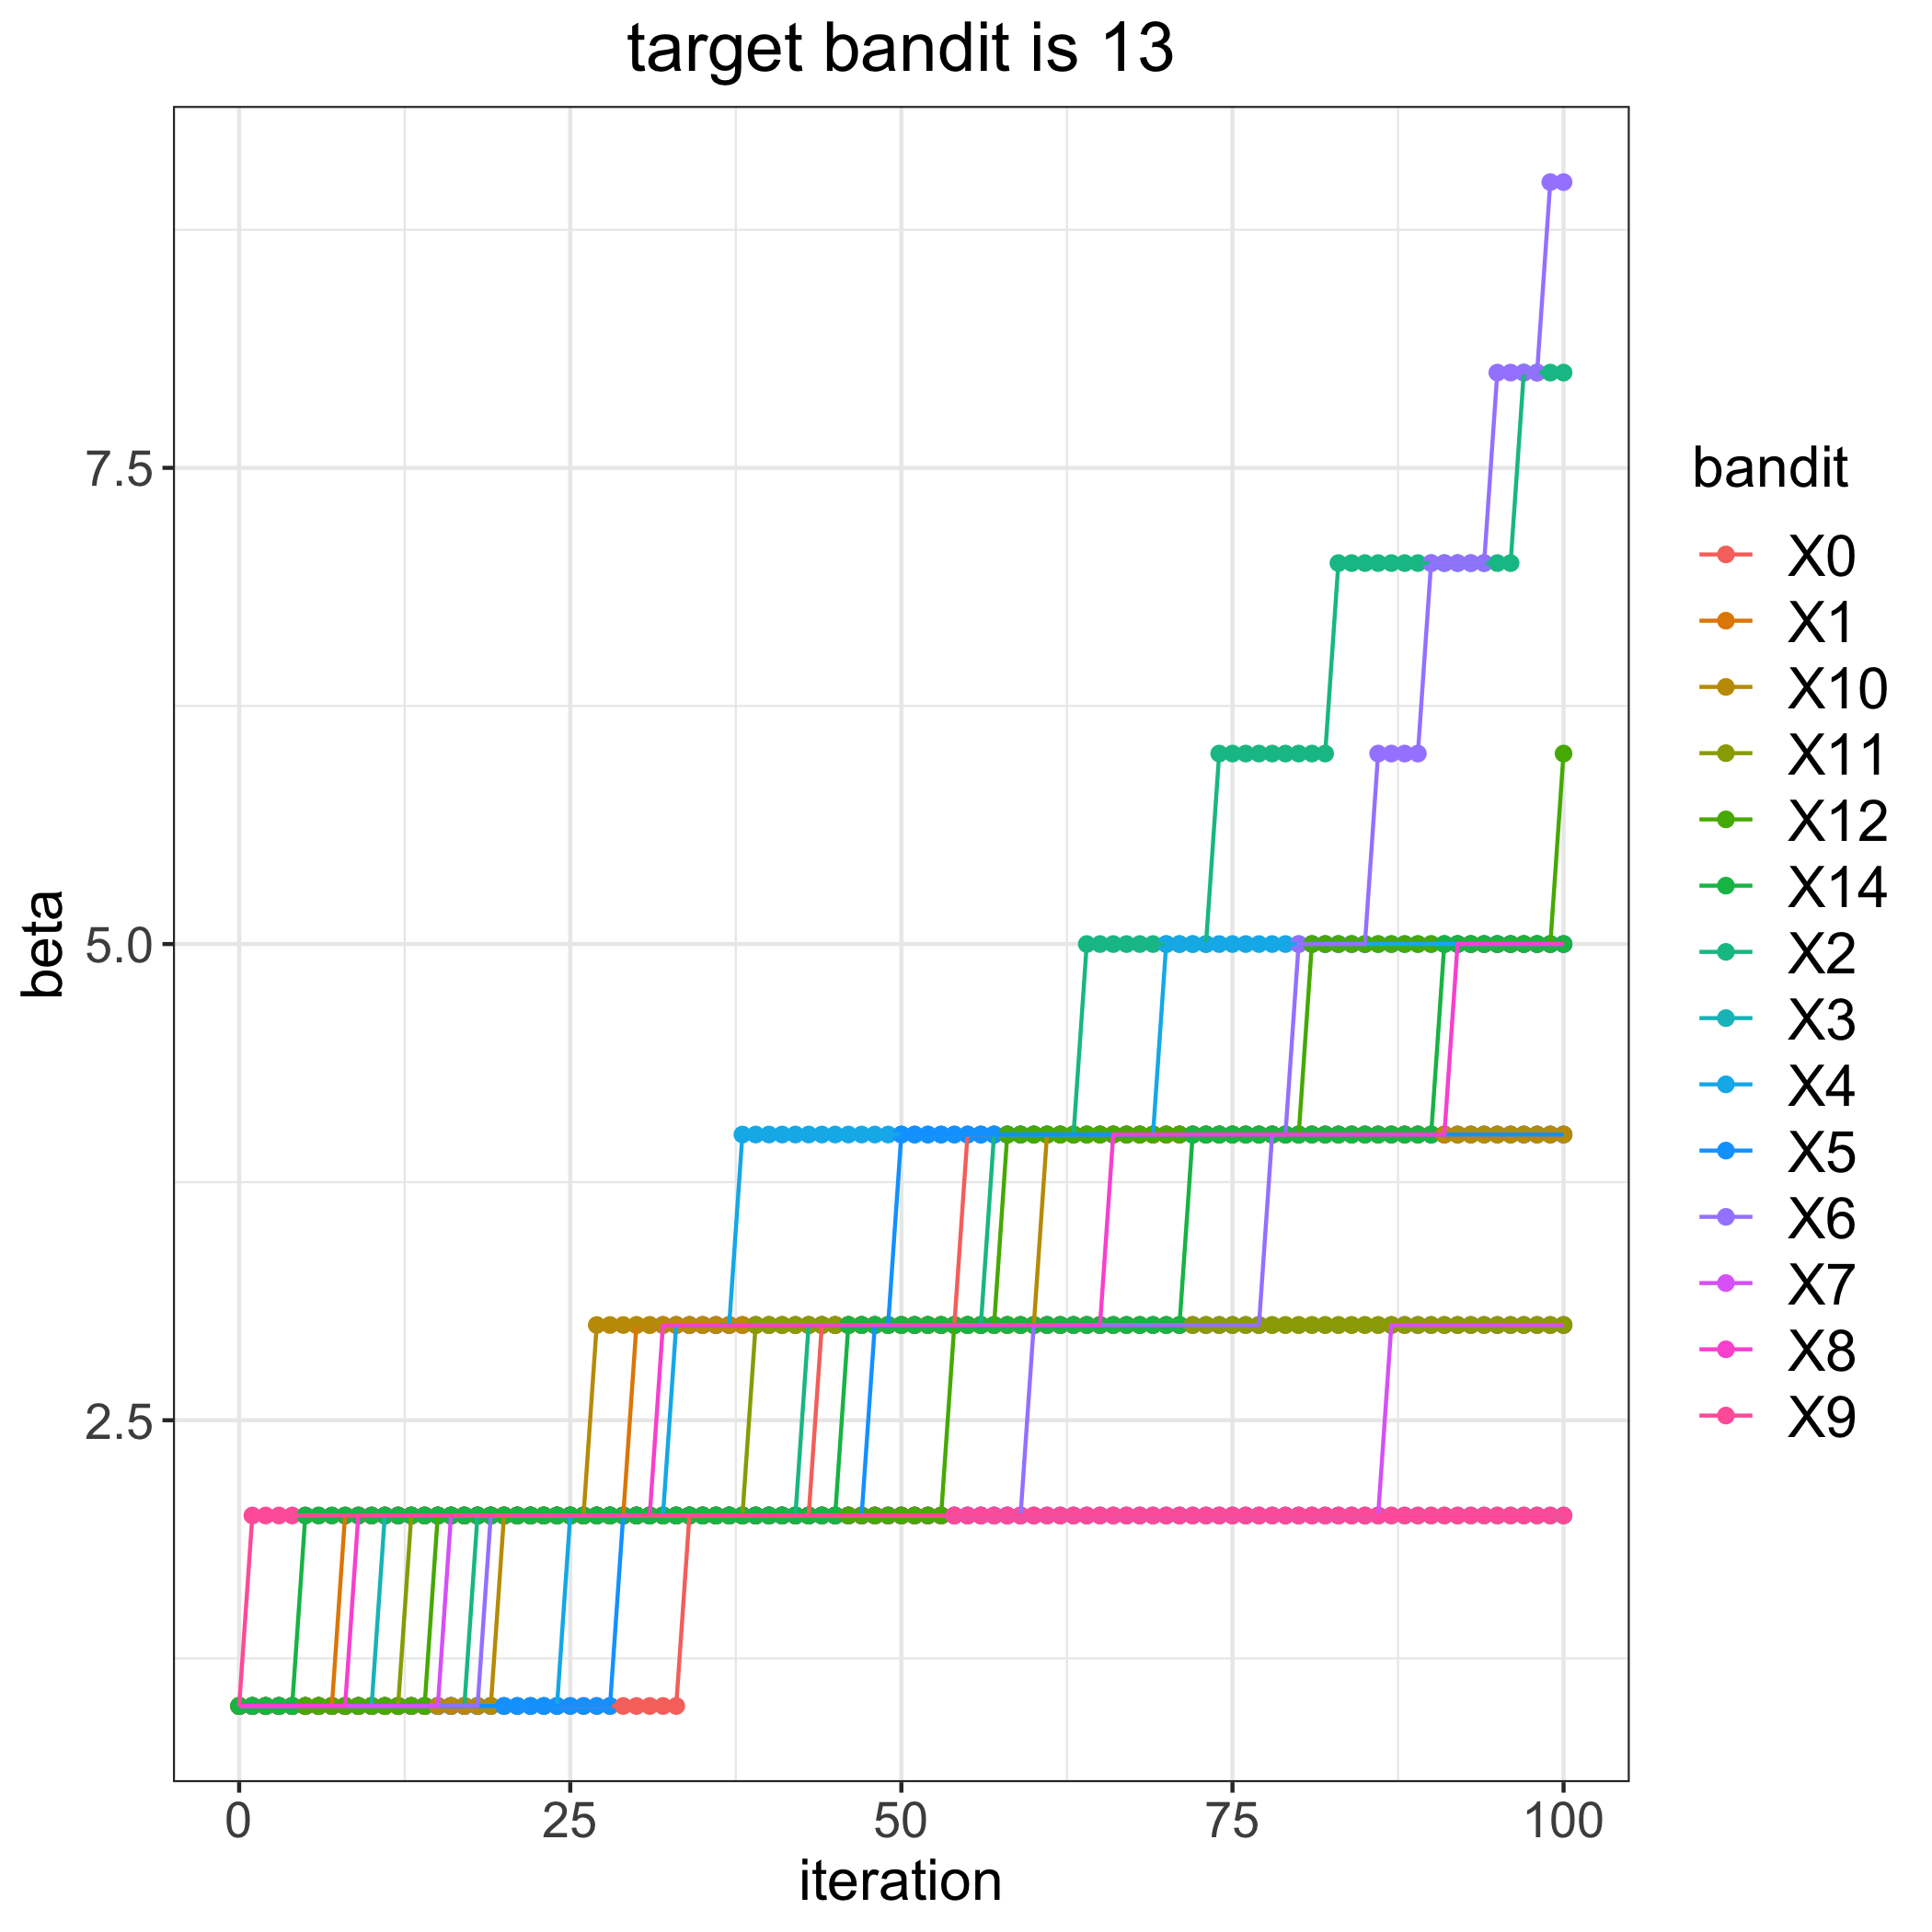 target bandit is 13
7.5
5.0
2.5
beta
0 25 50 75 100
iteration
bandit
X0
X1
X10
X11
X12
X14
X2
X3
X4
X5
X6
X7
X8
X9